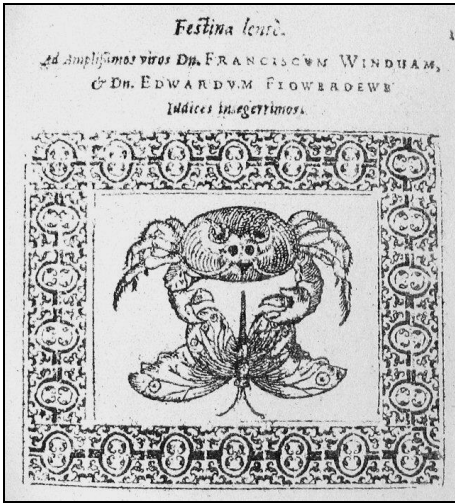 Festina lentè.
Ad Ampliſsimos viros Dn. FRANCISCVM WINDHAM,
& Dn. EDWARDVM FLOWERDEWE
Iudices integerrimos.